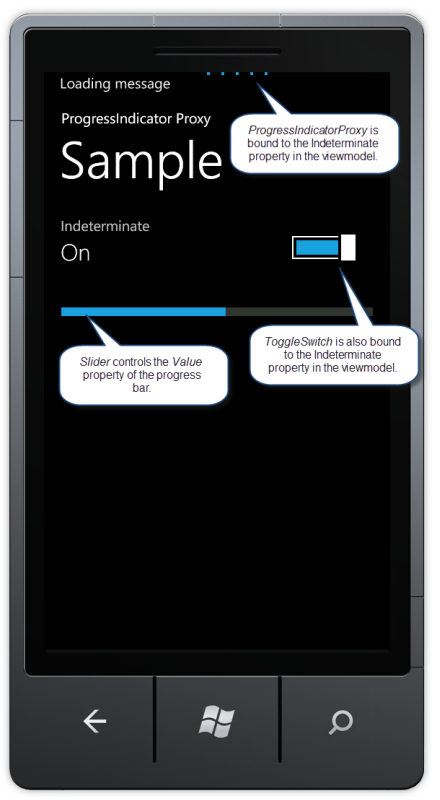 Loading message
ProgressIndicator Proxy
ProgressIndicatorProxy is
bound to the Indeterminate
property in the viewmodel.
Sample
Indeterminate
On
ToggleSwitch is also bound
to the Indeterminate
property in the viewmodel.
Slider controls the Value
property of the progress
bar.